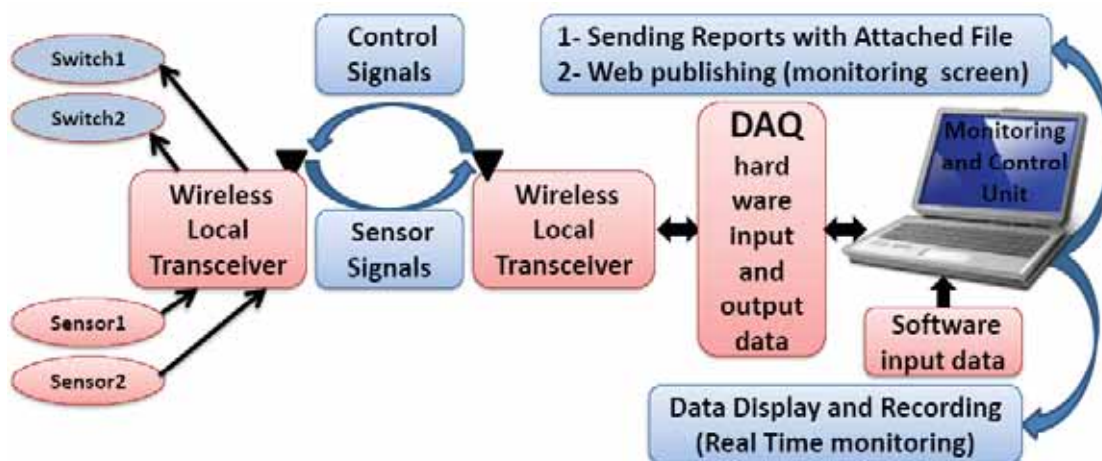 Switch1
Switch2
Control
Signals
1- Sending Reports with Attached File
2- Web publishing (monitoring screen)
Wireless
Local
Transceiver
Sensor
Signals
Wireless
Local
Transceiver
DAQ
hard
ware
input
and
output
data
Monitoring
and Control
Unit
Sensor1
Sensor2
Software
input data
Data Display and Recording
(Real Time monitoring)